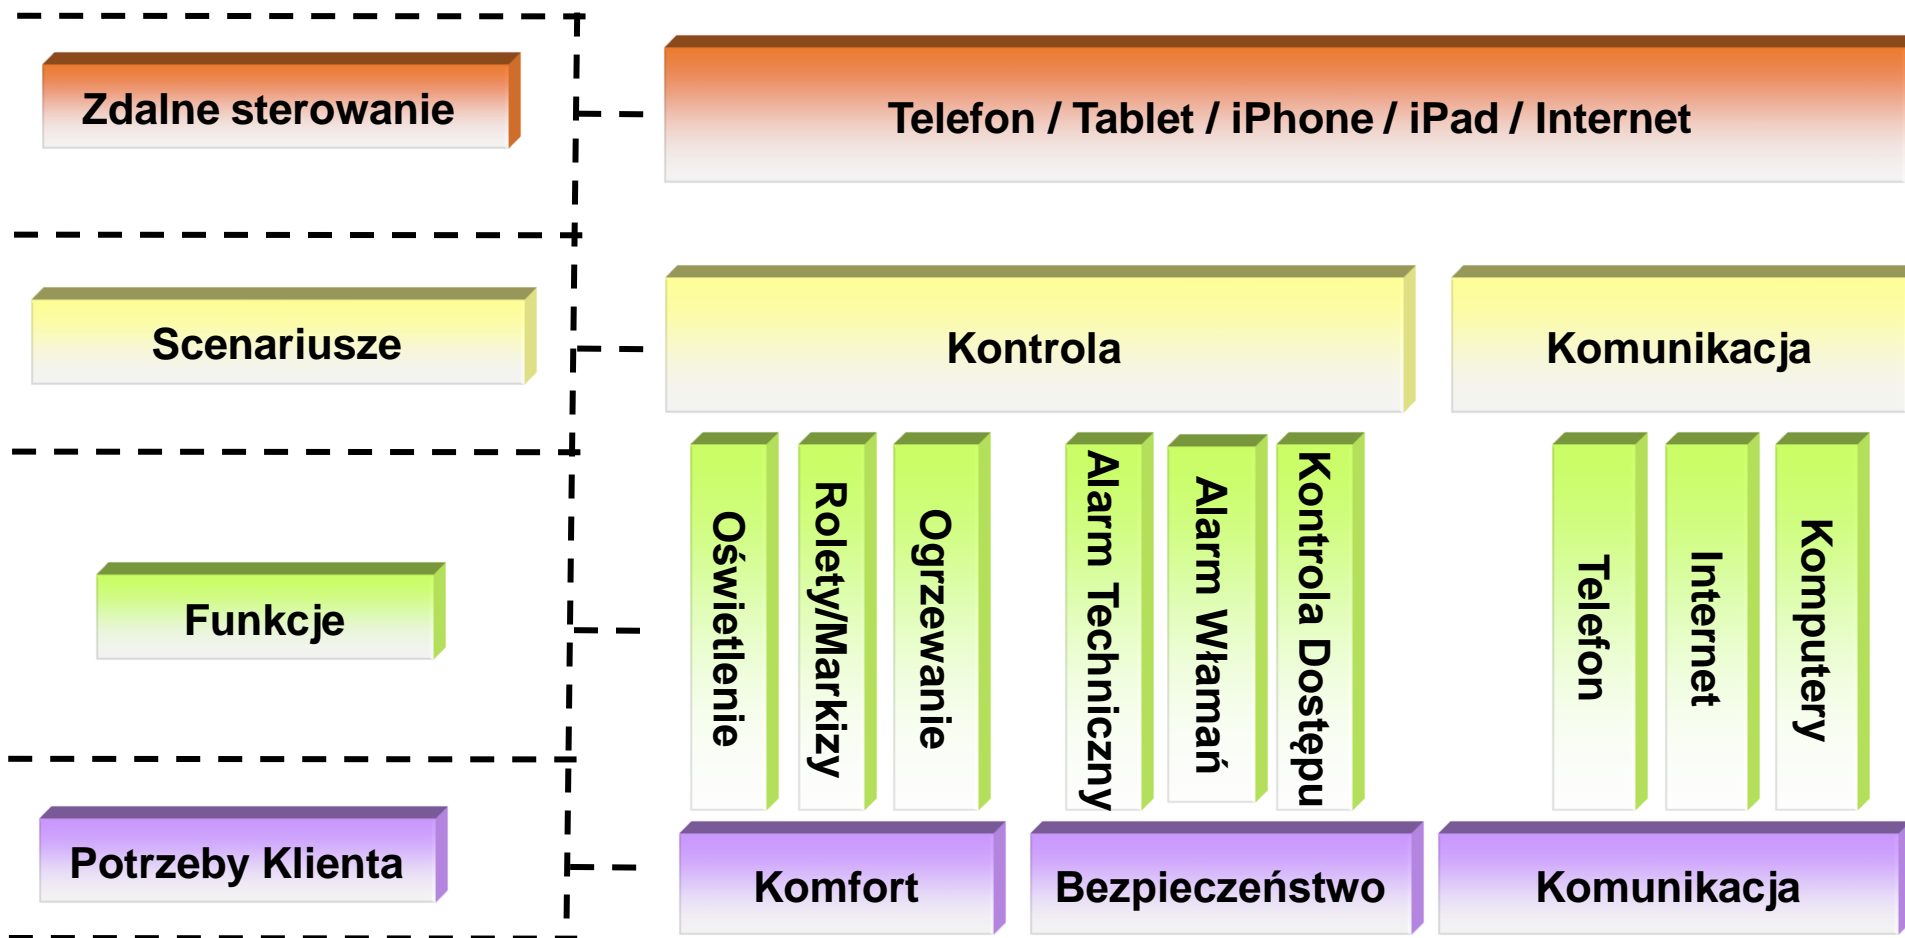 Zdalne sterowanie
Telefon / Tablet / iPhone / iPad / Internet
Scenariusze
Kontrola
Komunikacja
Funkcje
Oświetlenie
Rolety/Markizy
Ogrzewanie
Alarm Techniczny
Alarm Włamań
Kontrola Dostępu
Telefon
Internet
Komputery
Potrzeby Klienta
Komfort
Bezpieczeństwo
Komunikacja